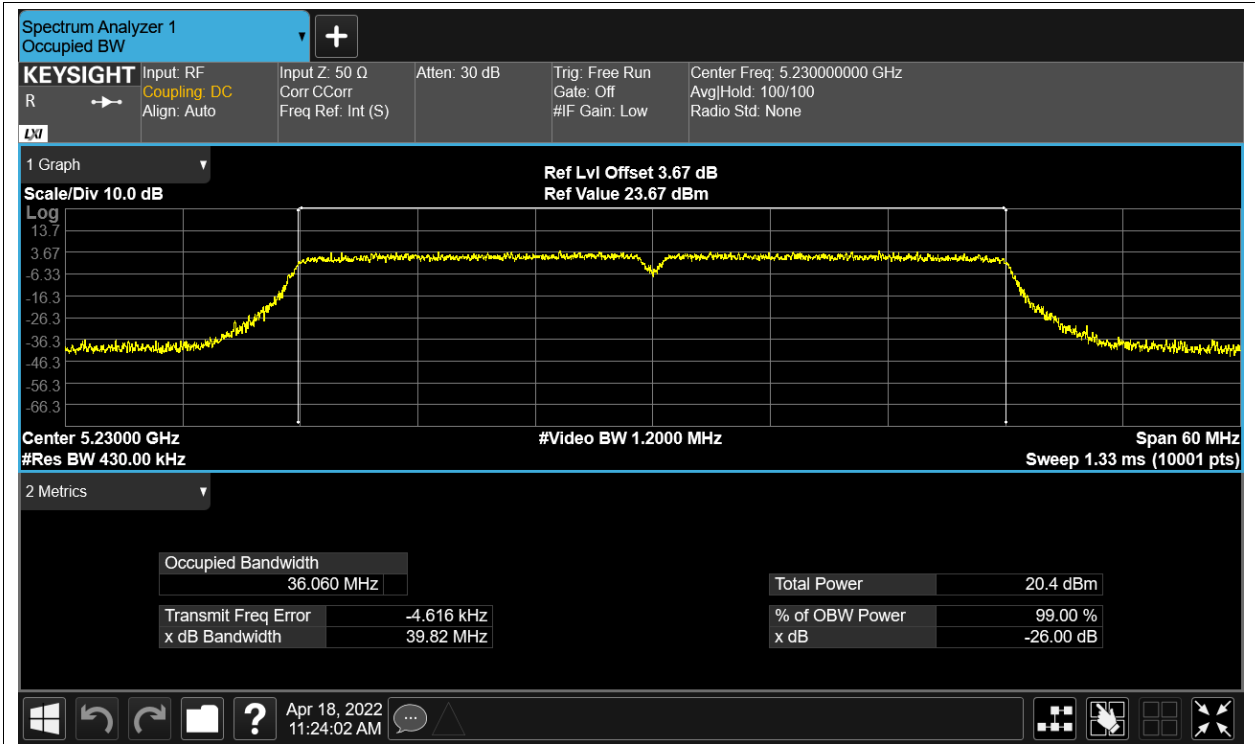 Spectrum Analyzer 1
Occupied BW
KEYSIGHT
R
LXI
Input: RF
Coupling: DC
Align: Auto
Input Z: 50 Ω
Corr CCorr
Freq Ref: Int (S)
Atten: 30 dB
Trig: Free Run
Gate: Off
#IF Gain: Low
Center Freq: 5.230000000 GHz
Avg|Hold: 100/100
Radio Std: None
1 Graph
Scale/Div 10.0 dB
Ref Lvl Offset 3.67 dB
Ref Value 23.67 dBm
Log
13.7
3.67
-6.33
-16.3
-26.3
-36.3
-46.3
-56.3
-66.3
Center 5.23000 GHz
#Video BW 1.2000 MHz
Span 60 MHz
#Res BW 430.00 kHz
Sweep 1.33 ms (10001 pts)
2 Metrics
Occupied Bandwidth
36.060 MHz
Total Power 20.4 dBm
Transmit Freq Error -4.616 kHz
% of OBW Power 99.00 %
x dB Bandwidth 39.82 MHz
x dB -26.00 dB
?
Apr 18, 2022
11:24:02 AM